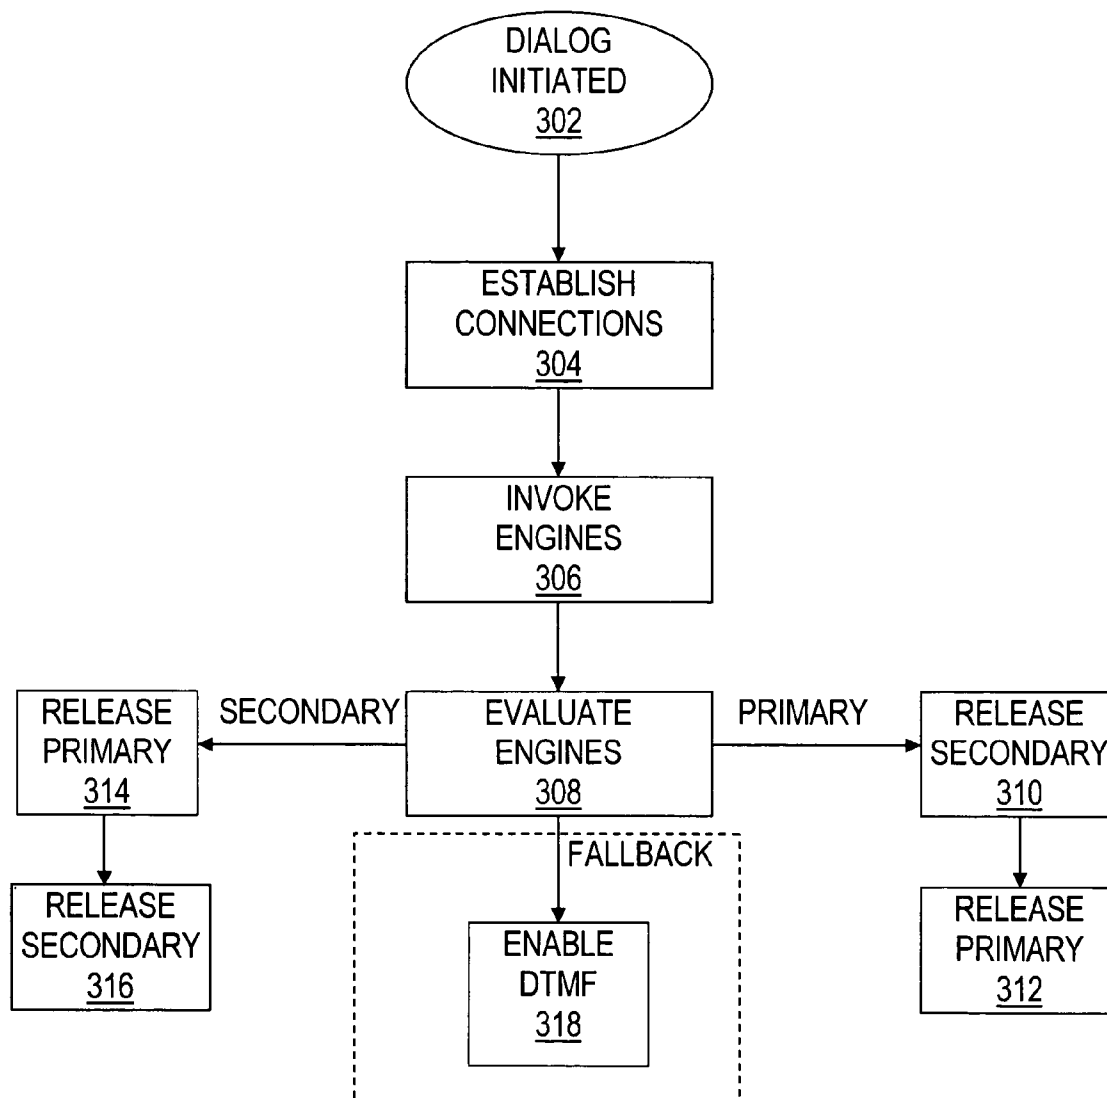 DIALOG
INITIATED
302
ESTABLISH
CONNECTIONS
304
INVOKE
ENGINES
306
SECONDARY
EVALUATE
ENGINES
308
PRIMARY
RELEASE
PRIMARY
314
RELEASE
SECONDARY
310
FALLBACK
RELEASE
SECONDARY
316
ENABLE
DTMF
318
RELEASE
PRIMARY
312